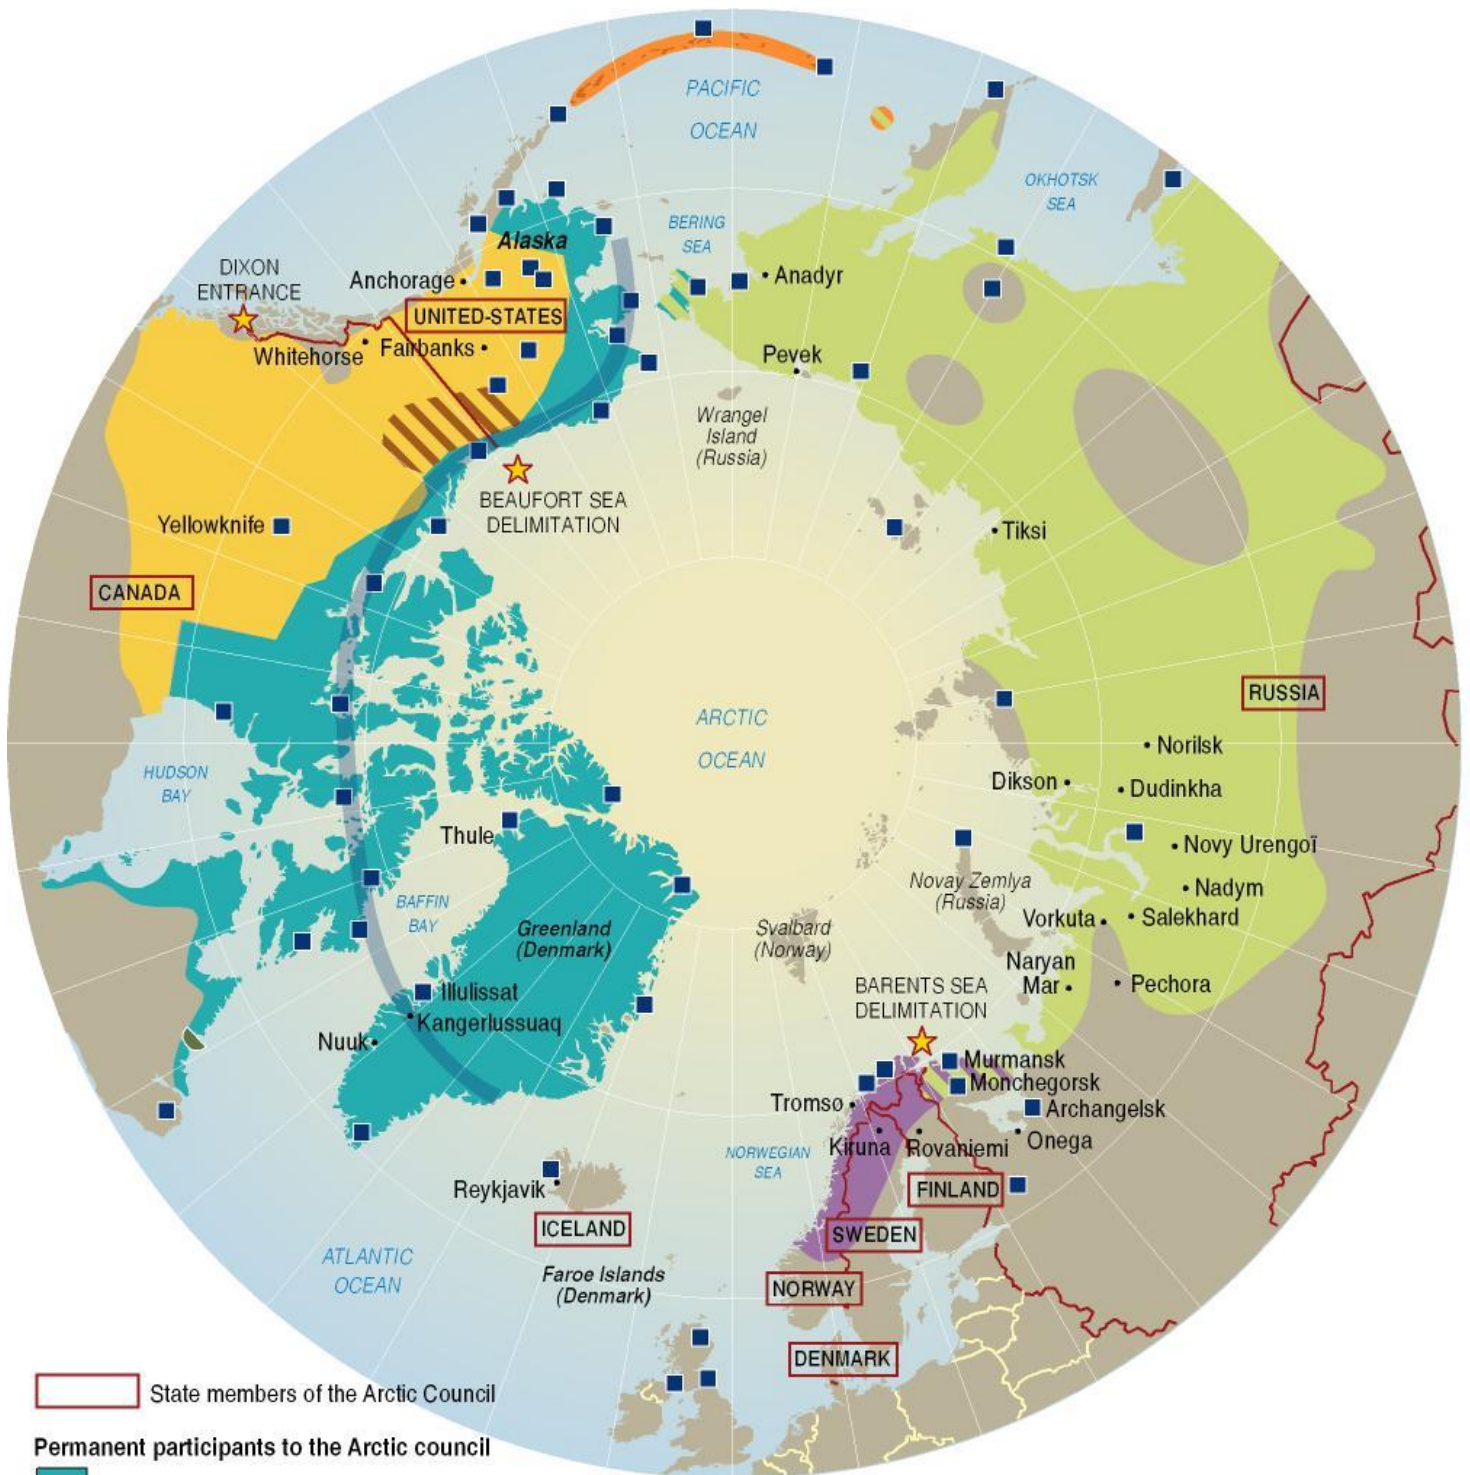 PACIFIC
OCEAN
OKHOTSK
SEA
BERING
SEA
Alaska
DIXON
ENTRANCE
Anchorage
Anadyr
UNITED-STATES
Whitehorse
Fairbanks
Pevek
Wrangel
Island
(Russia)
BEAUFORT SEA
DELIMITATION
Yellowknife
Tiksi
CANADA
RUSSIA
ARCTIC
OCEAN
Norilsk
HUDSON
BAY
Dikson
Dudinkha
Thule
Novy Urengoï
Novay Zemlya
(Russia)
Nadym
BAFFIN
BAY
Vorkuta
Salekhard
Greenland
(Denmark)
Svalbard
(Norway)
Naryan
Mar
Pechora
BARENTS SEA
DELIMITATION
Illulissat
Kangerlussuaq
Nuuk
Murmansk
Monchegorsk
Tromsø
Archangelsk
Kiruna
Rovaniemi
Onega
NORWEGIAN
SEA
Reykjavik
FINLAND
ICELAND
SWEDEN
ATLANTIC
OCEAN
Faroe Islands
(Denmark)
NORWAY
DENMARK
State members of the Arctic Council
Permanent participants to the Arctic council